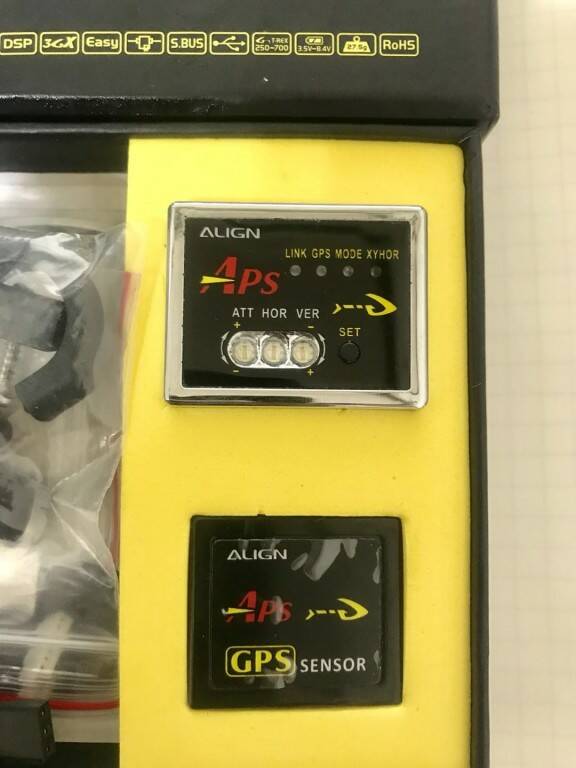 DSP 3GX Easy S.BUS T-REX 250~700 3.5V~8.4V RoHS
ALIGN
LINK GPS MODE XYHOR
APS
ATT HOR VER
+ −
SET
− +
ALIGN
APS
GPS SENSOR